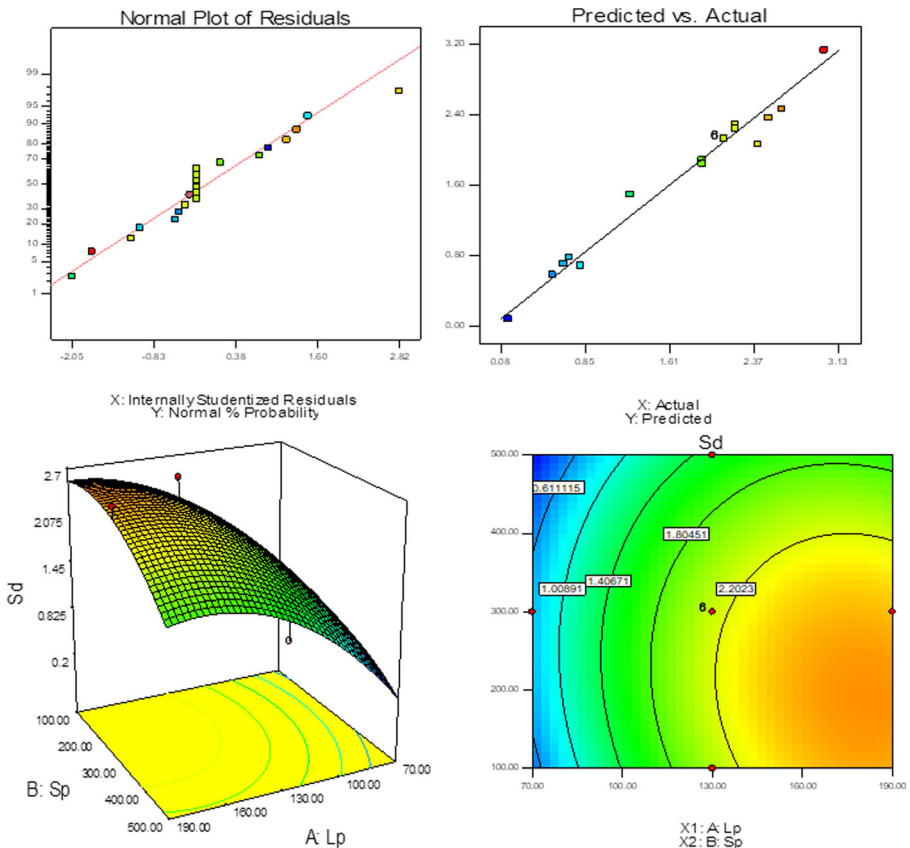 Normal Plot of Residuals
99
95
90
80
70
50
30
20
10
5
1
-2.05 -0.83 0.38 1.60 2.82
X: Internally Studentized Residuals
Y: Normal % Probability
Predicted vs. Actual
3.20
2.40
1.60
0.80
0.00
6
0.08 0.85 1.61 2.37 3.13
X: Actual
Y: Predicted
2.7
2.075
1.45
0.825
0.2
Sd
100.00
200.00
300.00
400.00
500.00
B: Sp
190.00
160.00
130.00
100.00
70.00
A: Lp
Sd
500.00
400.00
300.00
200.00
100.00
0.611115
1.00891
1.40671
1.80451
2.2023
6
70.00 100.00 130.00 160.00 190.00
X1: A: Lp
X2: B: Sp